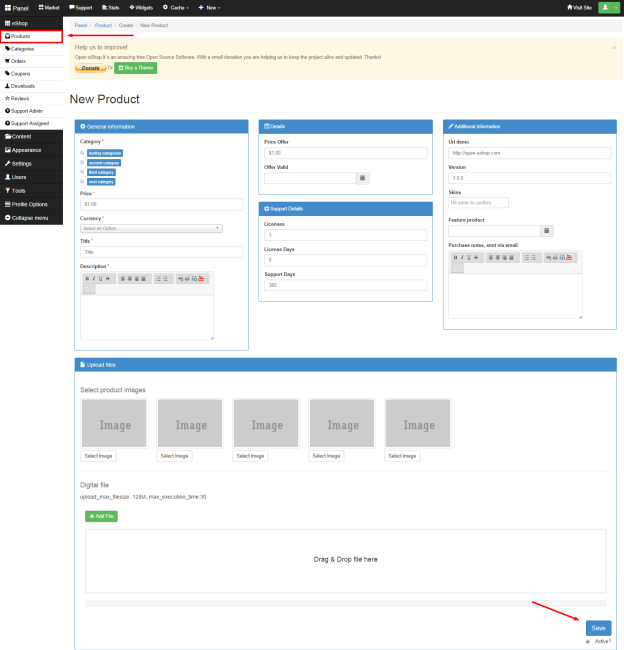 Panel Market Support Stats Widgets Cache New Visit Site
eShop
Products
Categories
Orders
Coupons
Downloads
Reviews
Support Admin
Support Assigned
Content
Appearance
Settings
Users
Tools
Profile Options
Collapse menu
Panel / Product / Create / New Product
Help us to improve! ×
Open eShop it's an amazing free Open Source Software. With a small donation you are helping us to keep the project alive and updated. Thanks!
Donate Or Buy a Theme
New Product
General information
Category *
testing categories
second category
third category
next category
Price *
$1.00
Currency *
Select an Option
Title *
Title
Description *
B I U
Details
Price Offer
$1.00
Offer Valid
Support Details
Licenses
1
License Days
0
Support Days
365
Additional information
Url demo
http://open-eshop.com
Version
1.0.0
Skins
Hit enter to confirm
Feature product
Purchase notes, sent via email
B I U
Upload files
Select product images
Image Image Image Image Image
Select image Select image Select image Select image Select image
Digital file
upload_max_filesize: 128M, max_execution_time:30.
+ Add File
Drag & Drop file here
Save
Active?